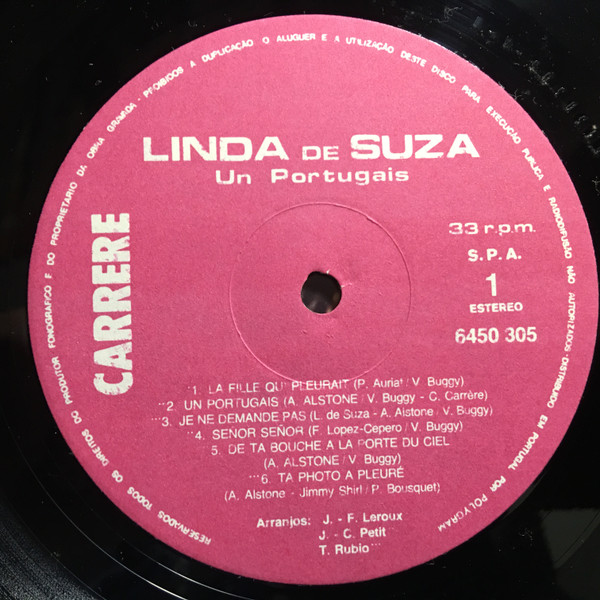 RESERVADOS TODOS OS DIREITOS DO PRODUTOR FONOGRAFICO E DO PROPRIETARIO DA OBRA GRAVADA - PROIBIDOS A DUPLICAÇÃO O ALUGUER E A UTILIZAÇÃO DESTE DISCO PARA EXECUÇÃO PUBLICA E RADIODIFUSÃO NÃO AUTORIZADOS - DISTRIBUIDO EM PORTUGAL POR POLYGRAM
LINDA DE SUZA
Un Portugais
CARRERE
33 r.p.m.
S.P.A.
1
ESTEREO
6450 305
¨1. LA FILLE QUI PLEURAIT (P. Auriat / V. Buggy)
¨2. UN PORTUGAIS (A. ALSTONE / V. Buggy - C. Carrère)
¨3. JE NE DEMANDE PAS (L. de Suza - A. Alstone / V. Buggy)
¨4. SEÑOR SEÑOR (F. Lopez-Cepero / V. Buggy)
5. DE TA BOUCHE A LA PORTE DU CIEL
(A. ALSTONE / V. Buggy)
¨6. TA PHOTO A PLEURÉ
(A. Alstone - Jimmy Shirl / P. Bousquet)
Arranjos: J. - F. Leroux
J. - C. Petit
T. Rubio¨